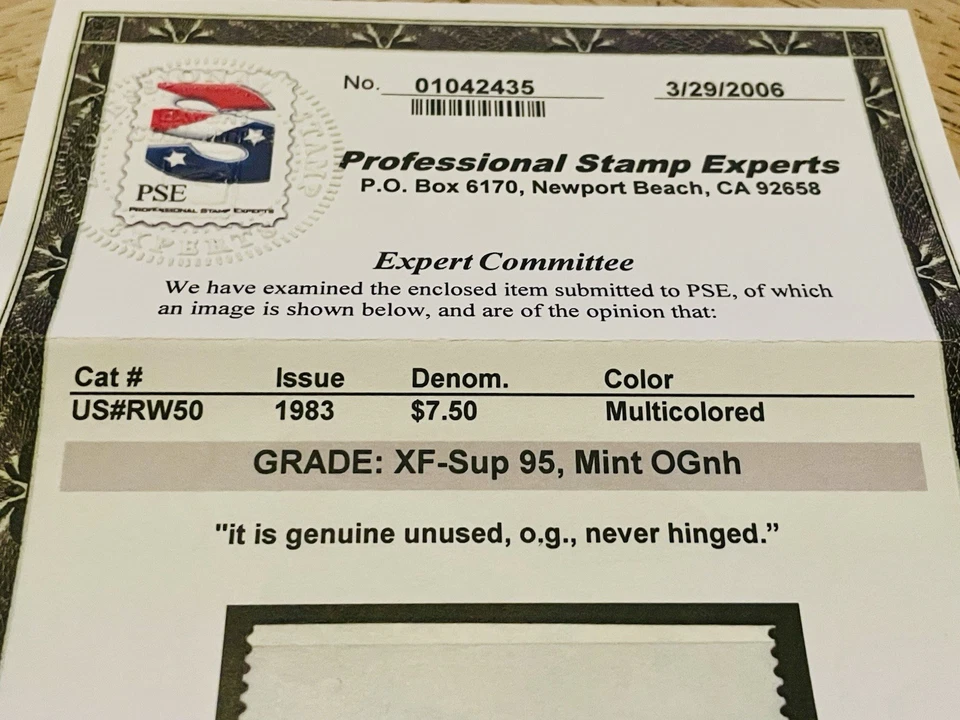 No. 01042435
3/29/2006
PSE
PROFESSIONAL STAMP EXPERTS
Professional Stamp Experts
P.O. Box 6170, Newport Beach, CA 92658
Expert Committee
We have examined the enclosed item submitted to PSE, of which
an image is shown below, and are of the opinion that:
Cat # Issue Denom. Color
US#RW50 1983 $7.50 Multicolored
GRADE: XF-Sup 95, Mint OGnh
"it is genuine unused, o.g., never hinged.”